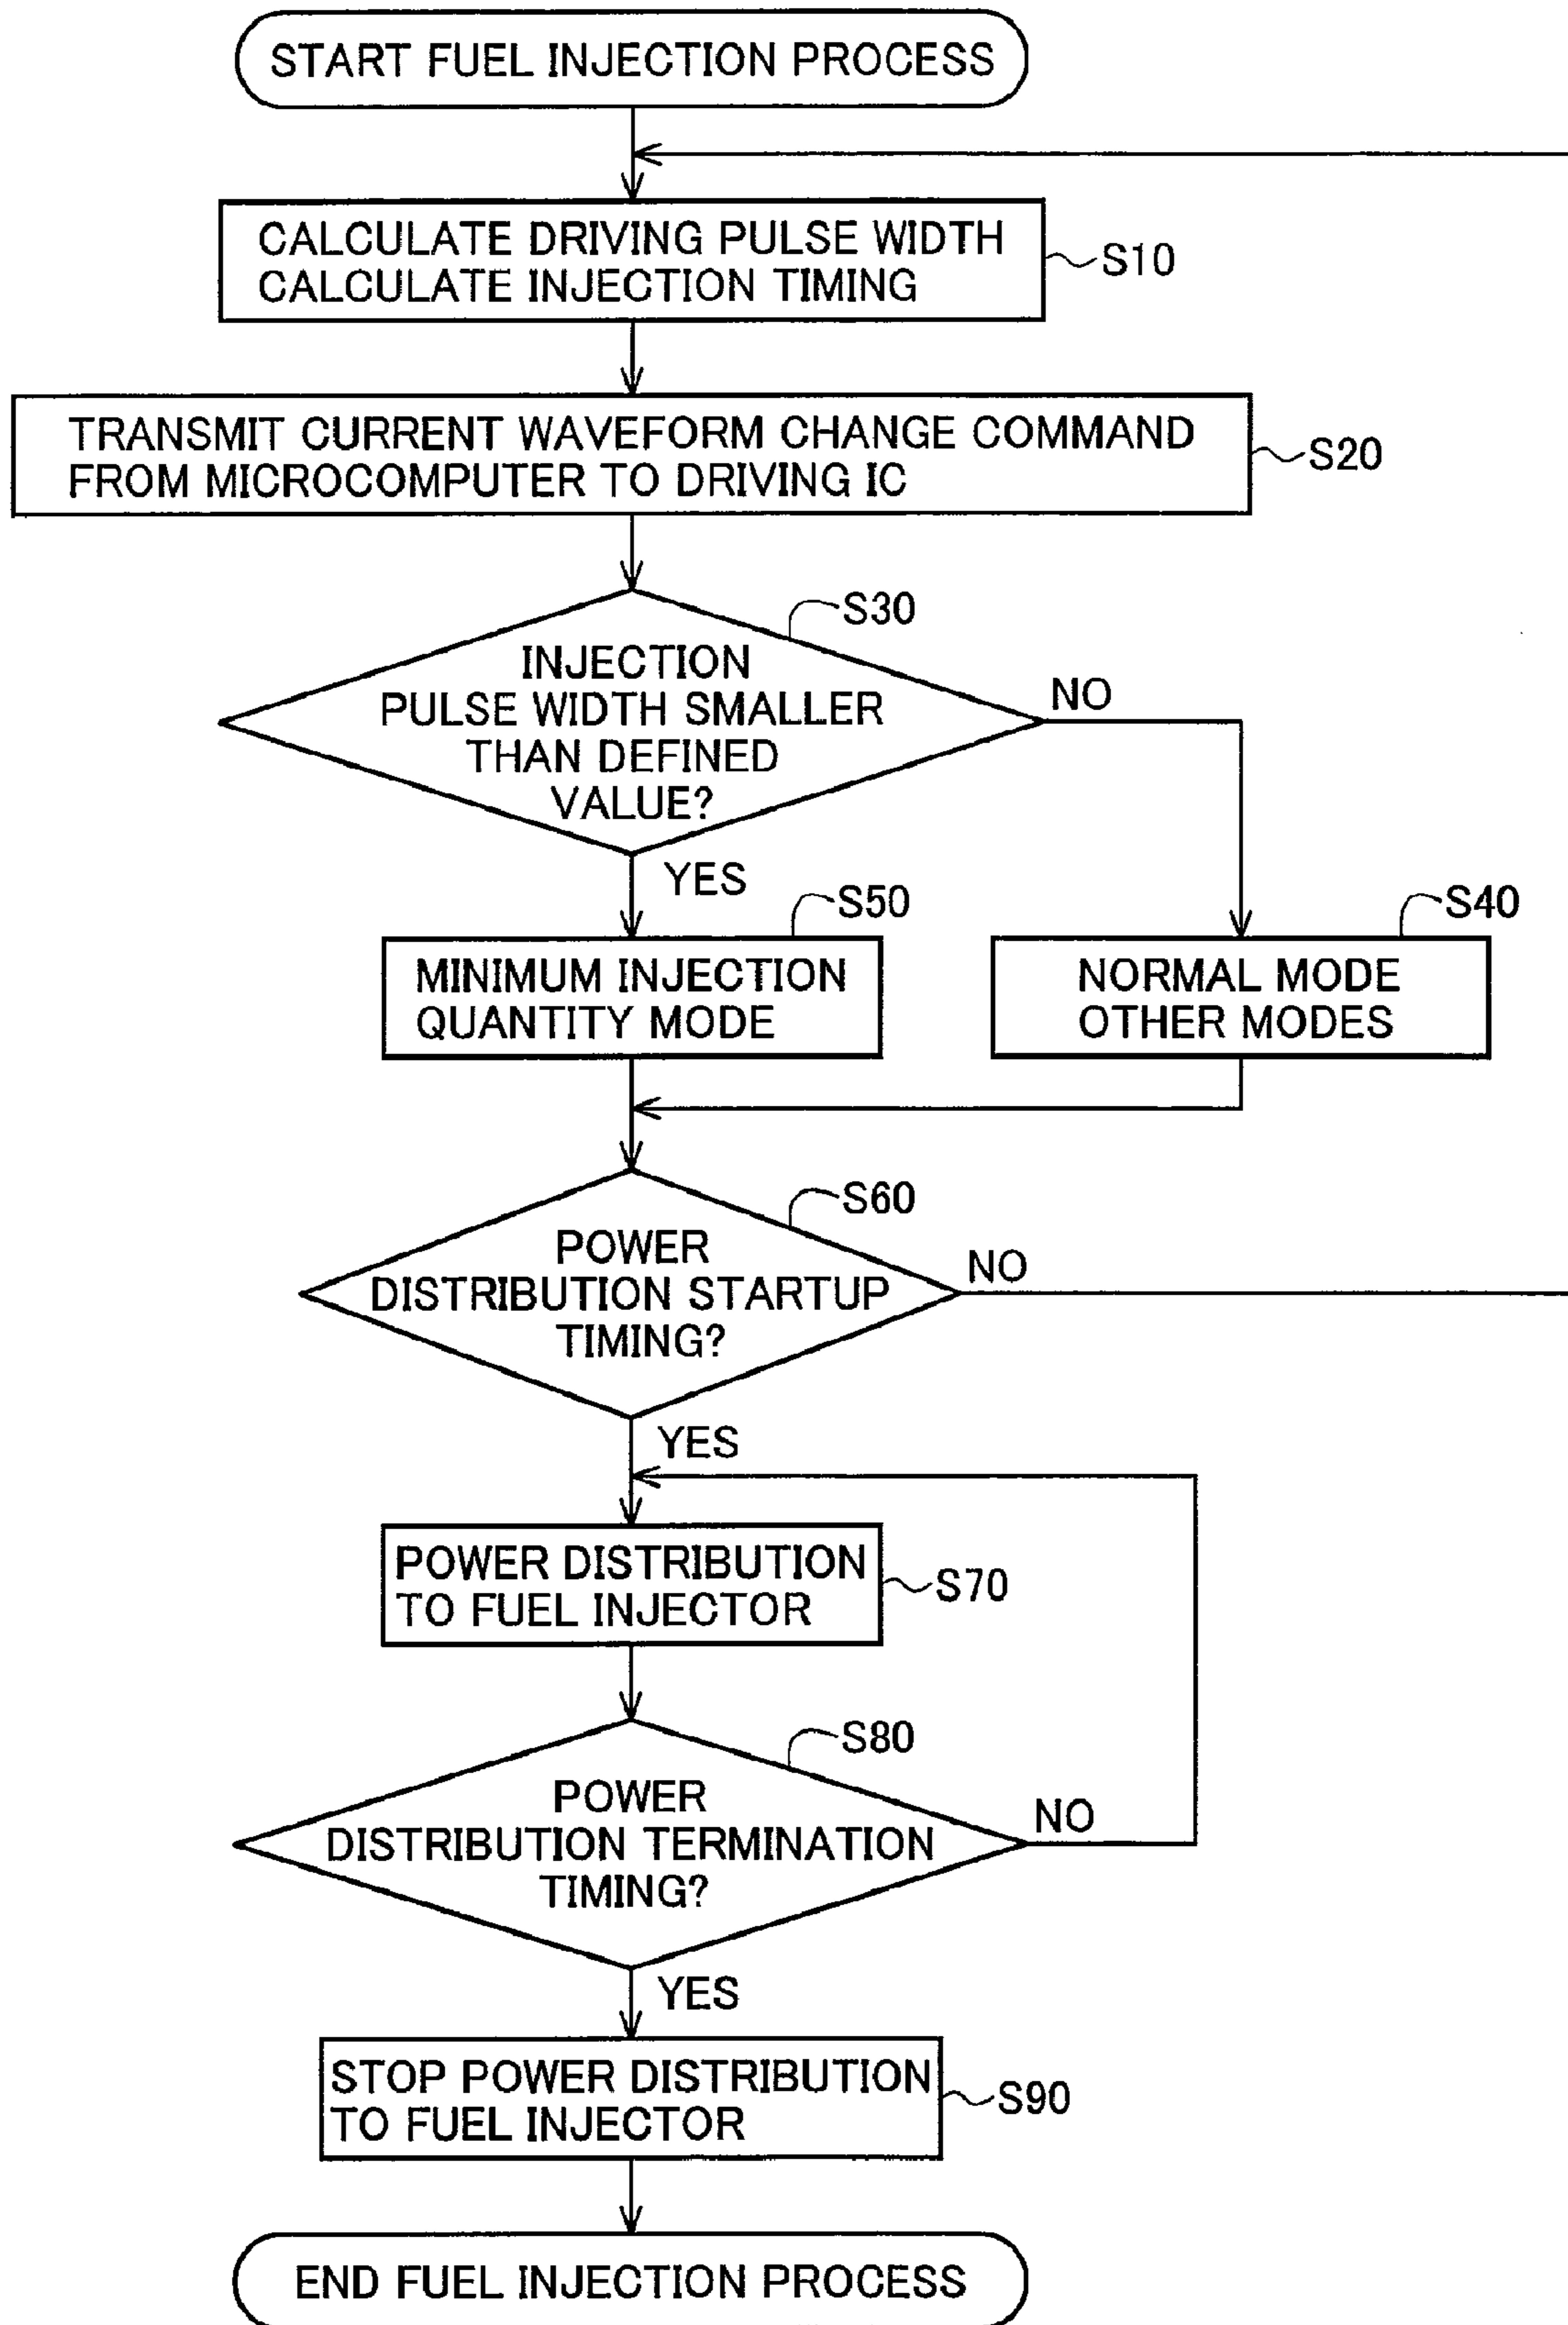 START FUEL INJECTION PROCESS
CALCULATE DRIVING PULSE WIDTH
CALCULATE INJECTION TIMING
S10
TRANSMIT CURRENT WAVEFORM CHANGE COMMAND
FROM MICROCOMPUTER TO DRIVING IC
S20
S30
INJECTION
PULSE WIDTH SMALLER
THAN DEFINED
VALUE?
NO
YES
S50
MINIMUM INJECTION
QUANTITY MODE
S40
NORMAL MODE
OTHER MODES
S60
POWER
DISTRIBUTION STARTUP
TIMING?
NO
YES
POWER DISTRIBUTION
TO FUEL INJECTOR
S70
S80
POWER
DISTRIBUTION TERMINATION
TIMING?
NO
YES
STOP POWER DISTRIBUTION
TO FUEL INJECTOR
S90
END FUEL INJECTION PROCESS